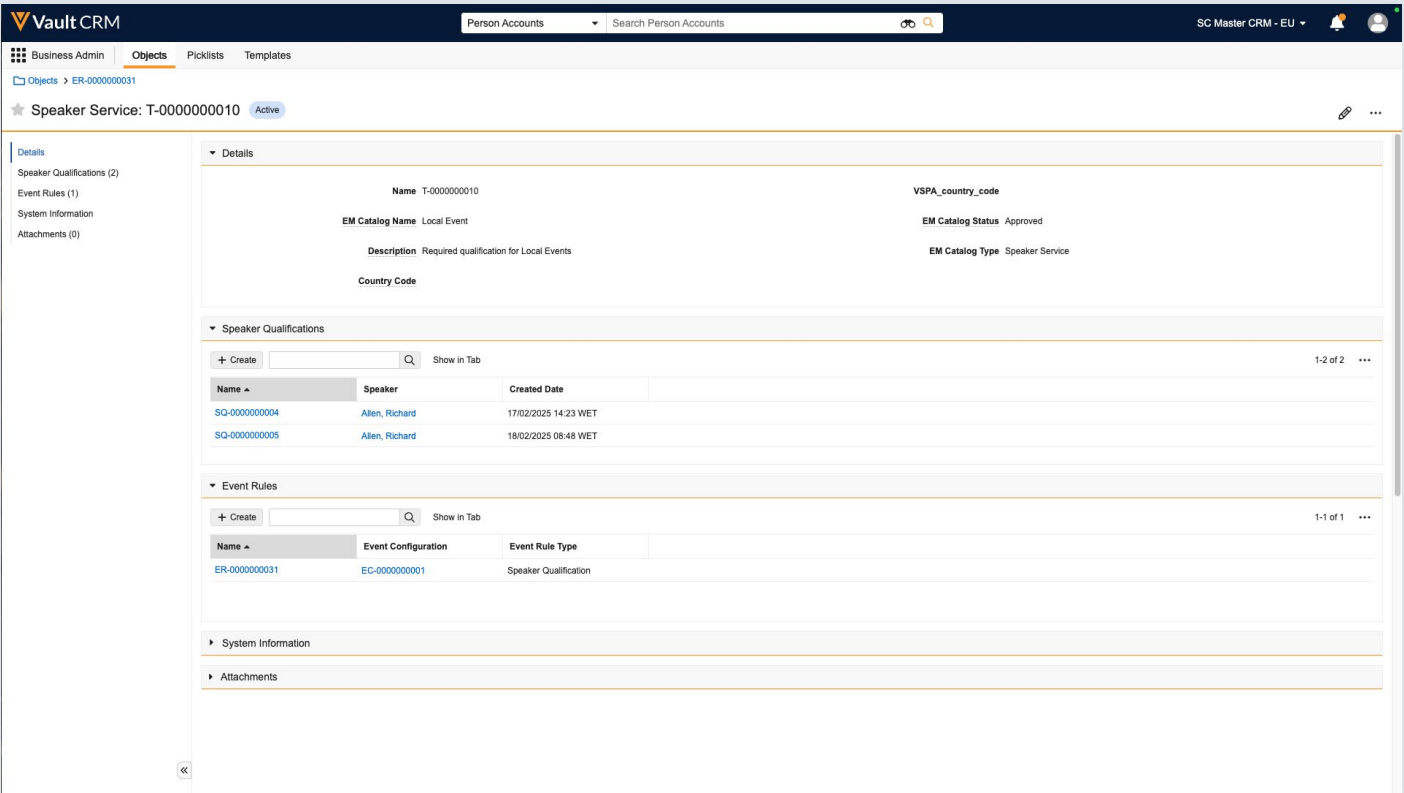 Vault CRM Person Accounts Search Person Accounts SC Master CRM - EU
Business Admin Objects Picklists Templates
Objects > ER-0000000031
Speaker Service: T-0000000010 Active
Details
Speaker Qualifications (2)
Event Rules (1)
System Information
Attachments (0)
Details
Name T-0000000010 VSPA_country_code
EM Catalog Name Local Event EM Catalog Status Approved
Description Required qualification for Local Events EM Catalog Type Speaker Service
Country Code
Speaker Qualifications
+ Create Show in Tab 1-2 of 2
Name Speaker Created Date
SQ-0000000004 Allen, Richard 17/02/2025 14:23 WET
SQ-0000000005 Allen, Richard 18/02/2025 08:48 WET
Event Rules
+ Create Show in Tab 1-1 of 1
Name Event Configuration Event Rule Type
ER-0000000031 EC-0000000001 Speaker Qualification
System Information
Attachments